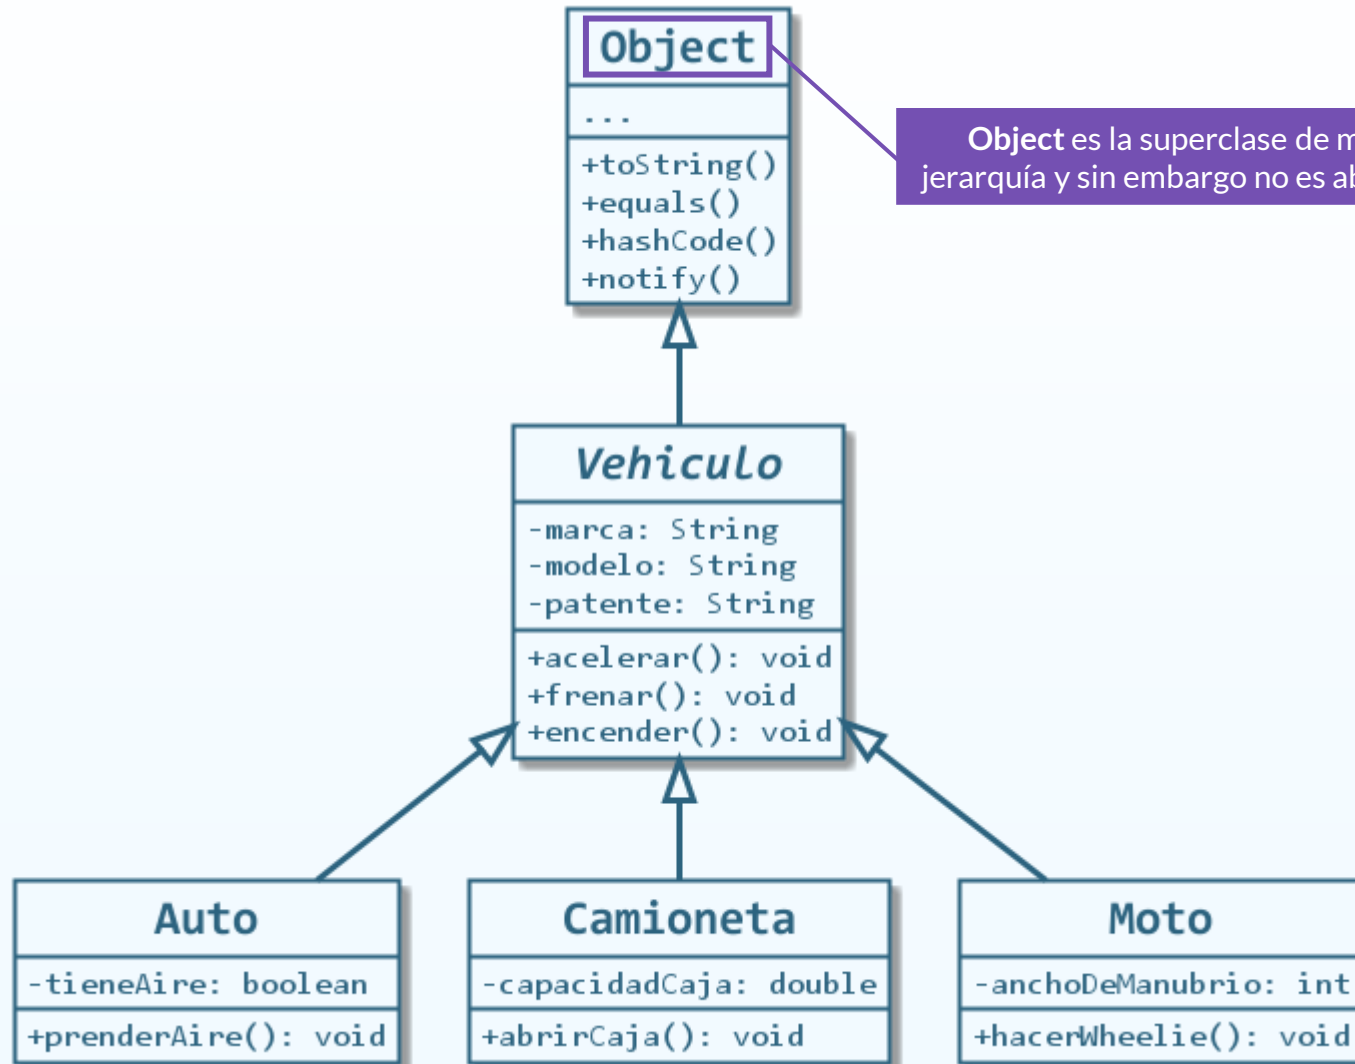 Object
...
+toString()
+equals()
+hashCode()
+notify()
Object es la superclase de
jerarquía y sin embargo no es
Vehiculo
-marca: String
-modelo: String
-patente: String
+acelerar(): void
+frenar(): void
+encender(): void
Auto
-tieneAire: boolean
+prenderAire(): void
Camioneta
-capacidadCaja: double
+abrirCaja(): void
Moto
-anchoDeManubrio: int
+hacerWheelie(): void